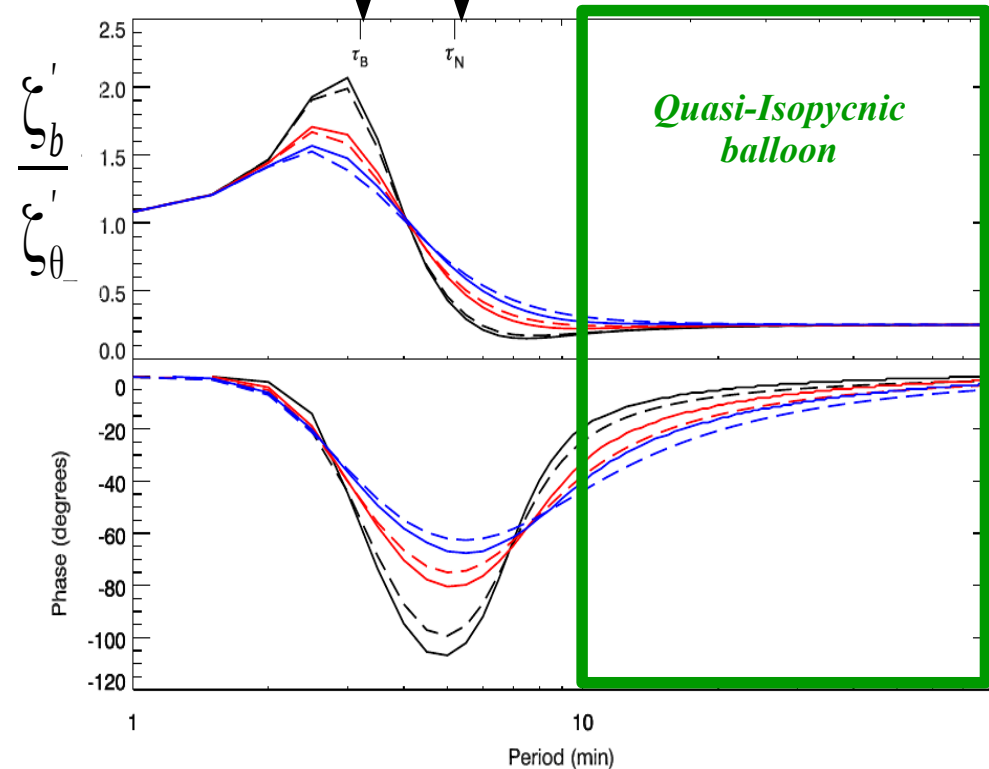 τB
τN
ζ'b
ζ'θ
2.5
2.0
1.5
1.0
0.5
0.0
Quasi-Isopycnic
balloon
Phase (degrees)
0
-20
-40
-60
-80
-100
-120
1
10
Period (min)